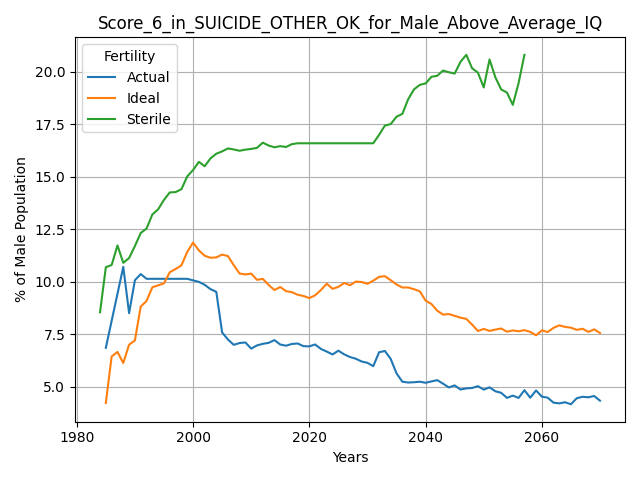 Score_6_in_SUICIDE_OTHER_OK_for_Male_Above_Average_IQ
Fertility
Actual
Ideal
Sterile
% of Male Population
20.0
17.5
15.0
12.5
10.0
7.5
5.0
1980
2000
2020
2040
2060
Years